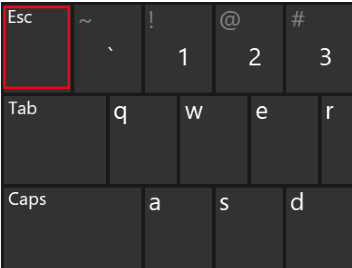 Esc ~ ! @ #
` 1 2 3
Tab q w e r
Caps a s d